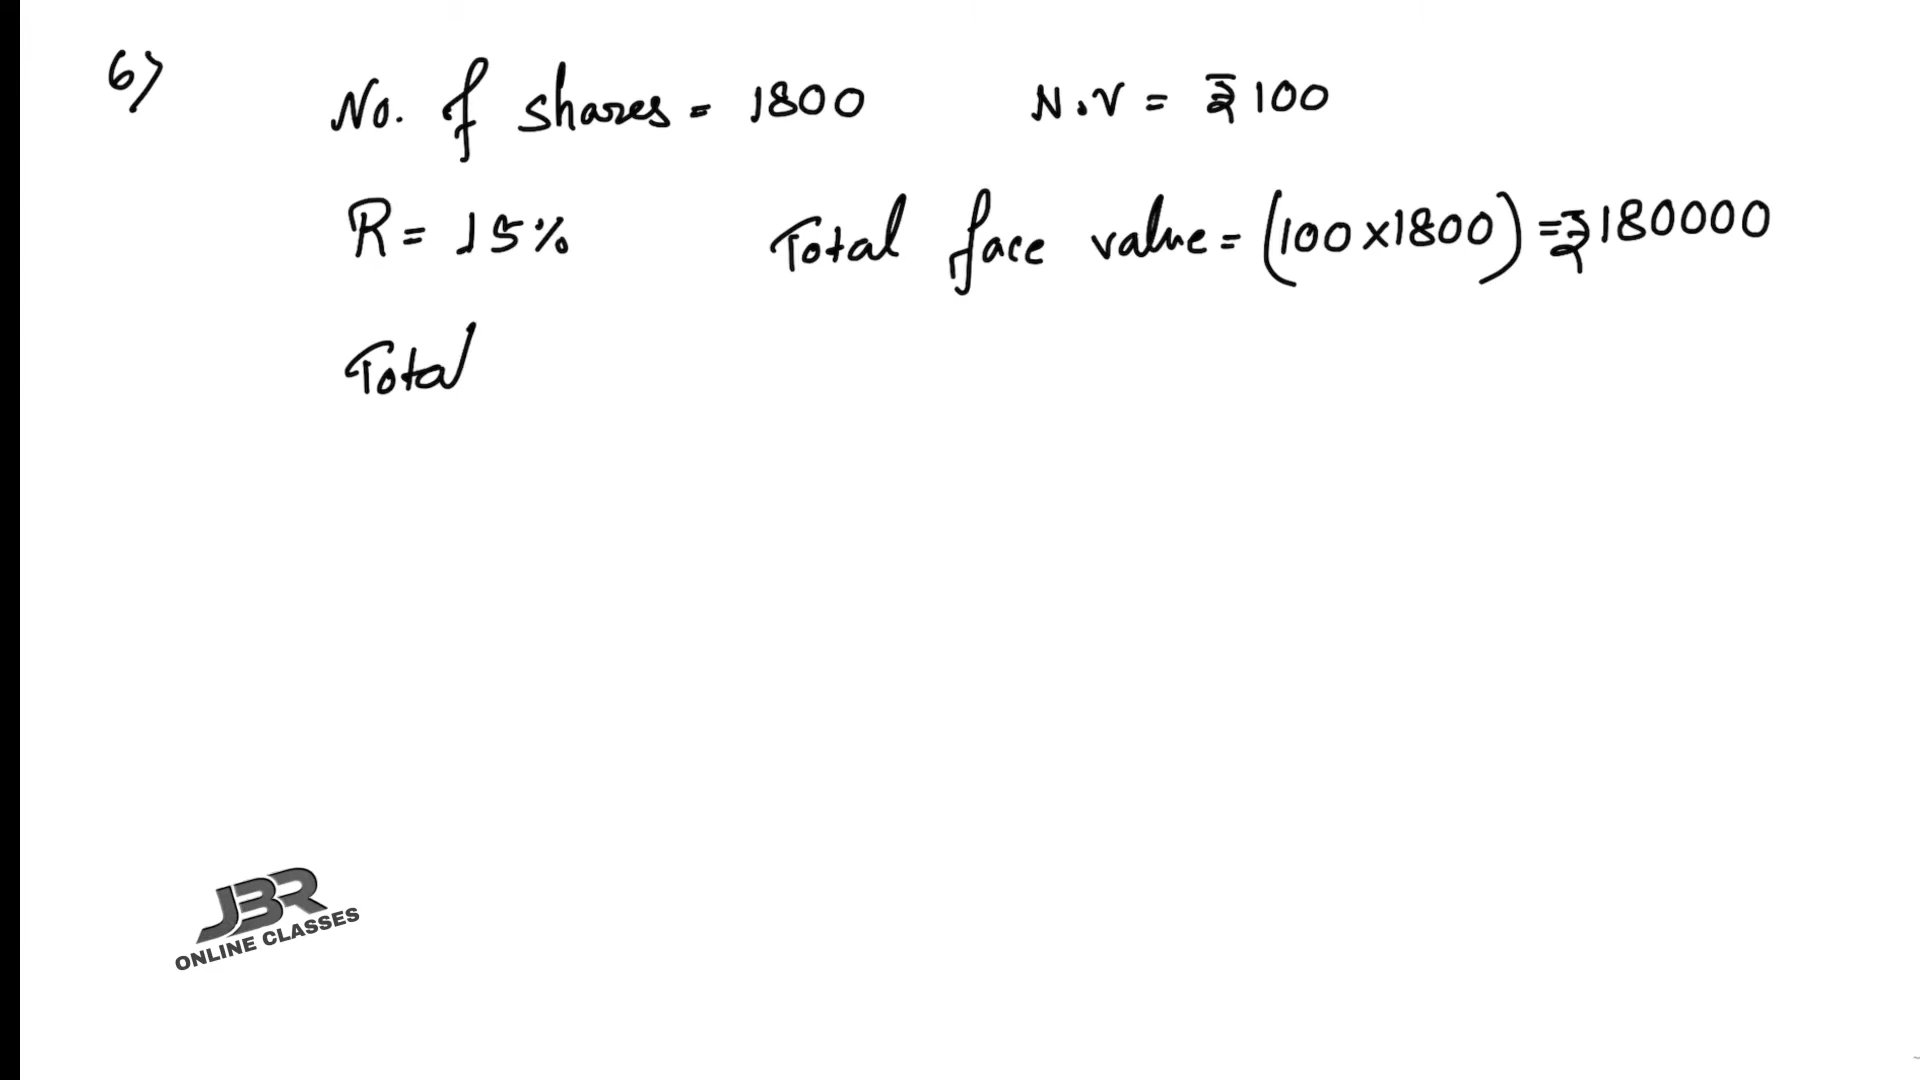 6)
No. of shares = 1800 N.V = ₹ 100
R = 15% Total face value = (100 x 1800) = ₹ 180000
Total
JBR
ONLINE CLASSES